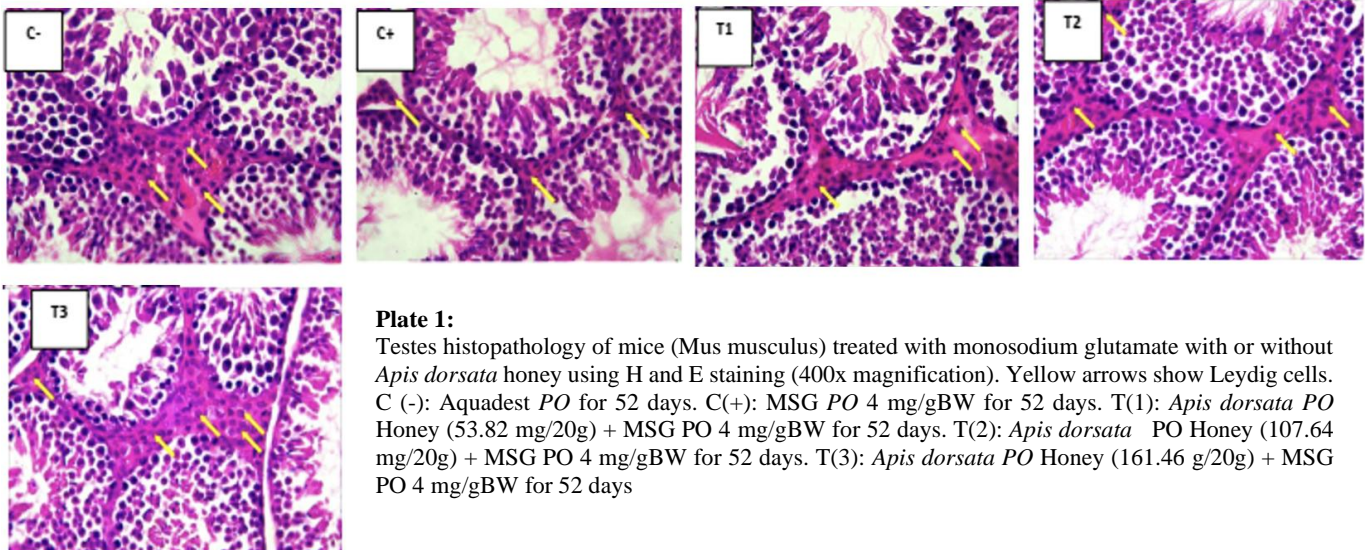 C-
C+
T1
T2
T3
Plate 1:
Testes histopathology of mice (Mus musculus) treated with monosodium glutamate with or without
Apis dorsata honey using H and E staining (400x magnification). Yellow arrows show Leydig cells.
C (-): Aquadest PO for 52 days. C(+): MSG PO 4 mg/gBW for 52 days. T(1): Apis dorsata PO
Honey (53.82 mg/20g) + MSG PO 4 mg/gBW for 52 days. T(2): Apis dorsata PO Honey (107.64
mg/20g) + MSG PO 4 mg/gBW for 52 days. T(3): Apis dorsata PO Honey (161.46 g/20g) + MSG
PO 4 mg/gBW for 52 days